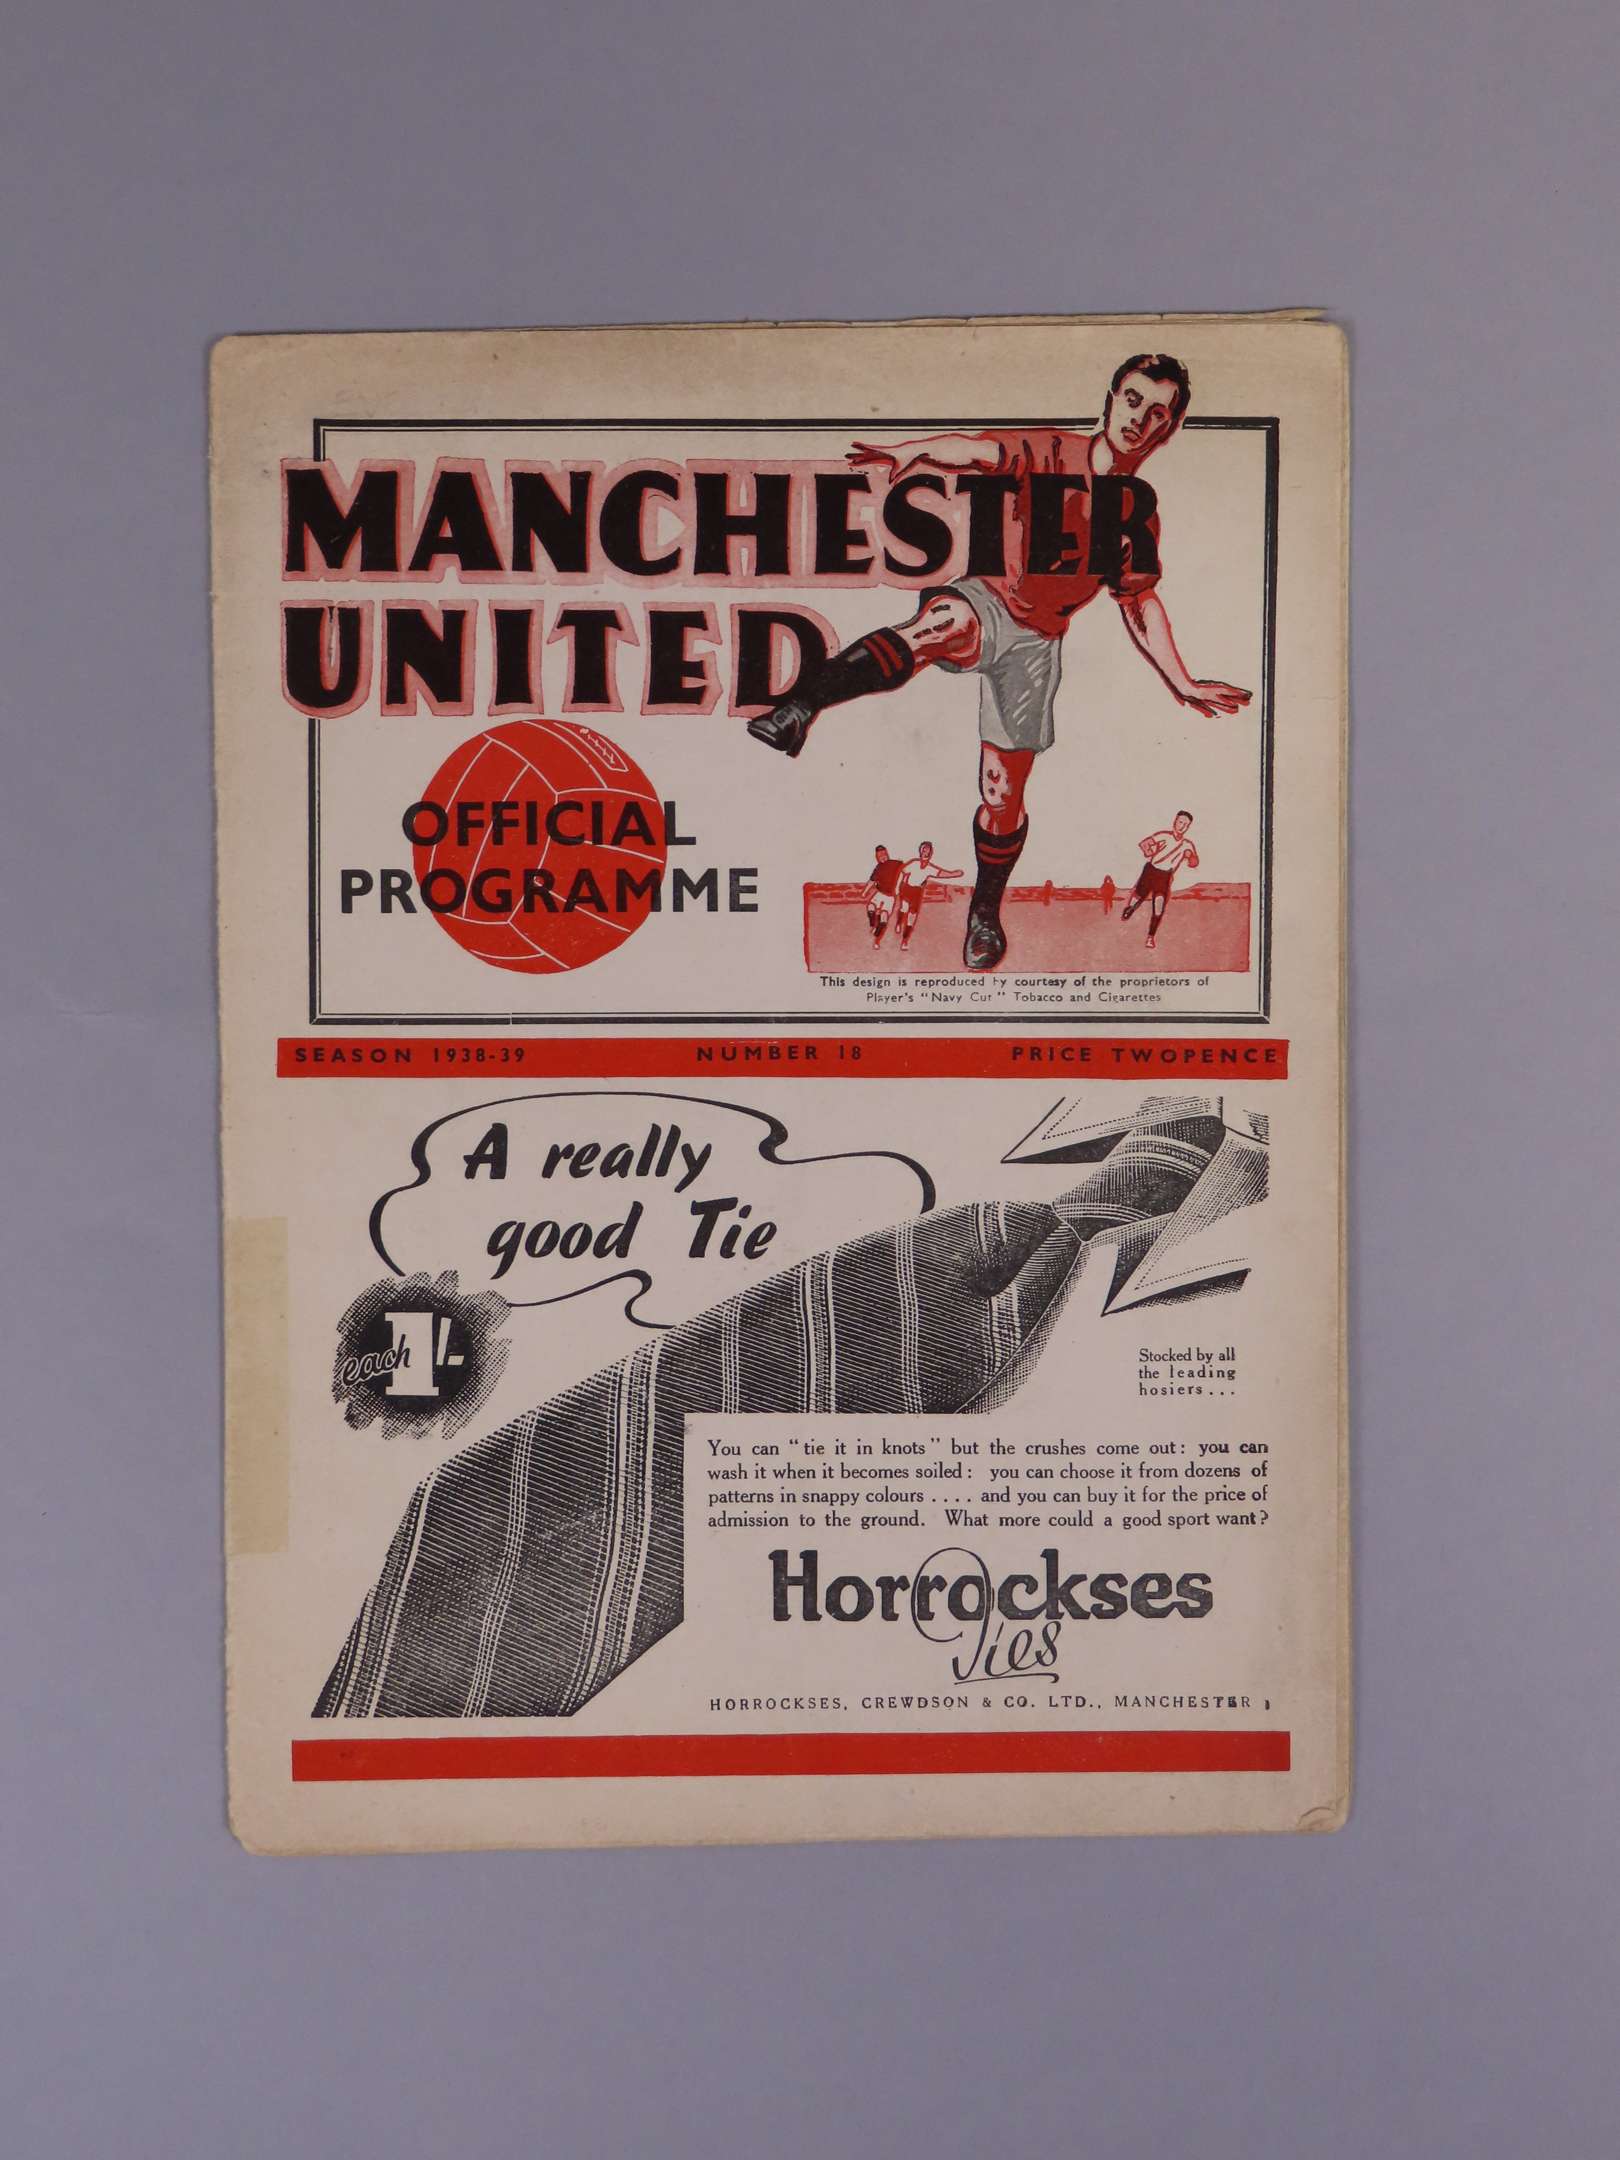 MANCHESTER
UNITED
OFFICIAL
PROGRAMME
This design is reproduced by courtesy of the proprietors of
Player's "Navy Cut" Tobacco and Cigarettes
SEASON 1938-39 NUMBER 18 PRICE TWOPENCE
A really
good Tie
each 1/-
Stocked by all
the leading
hosiers...
You can "tie it in knots" but the crushes come out: you can
wash it when it becomes soiled: you can choose it from dozens of
patterns in snappy colours .... and you can buy it for the price of
admission to the ground. What more could a good sport want?
Horrockses
Ties
HORROCKSES, CREWDSON & CO. LTD., MANCHESTER